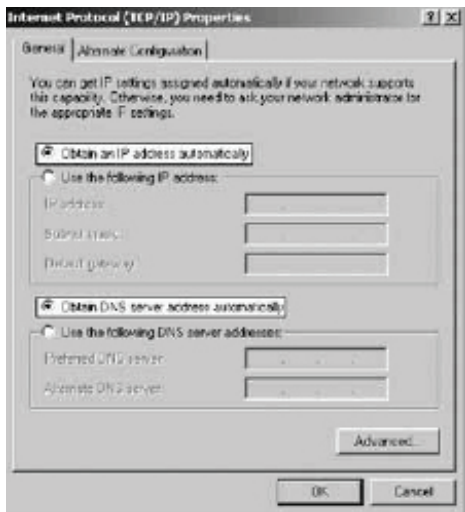 Internet Protocol (TCP/IP) Properties
? X
General Alternate Configuration
You can get IP settings assigned automatically if your network supports
this capability. Otherwise, you need to ask your network administrator for
the appropriate IP settings.
Obtain an IP address automatically
Use the following IP address:
IP address:
Subnet mask:
Default gateway:
Obtain DNS server address automatically
Use the following DNS server addresses:
Preferred DNS server:
Alternate DNS server:
Advanced...
OK Cancel